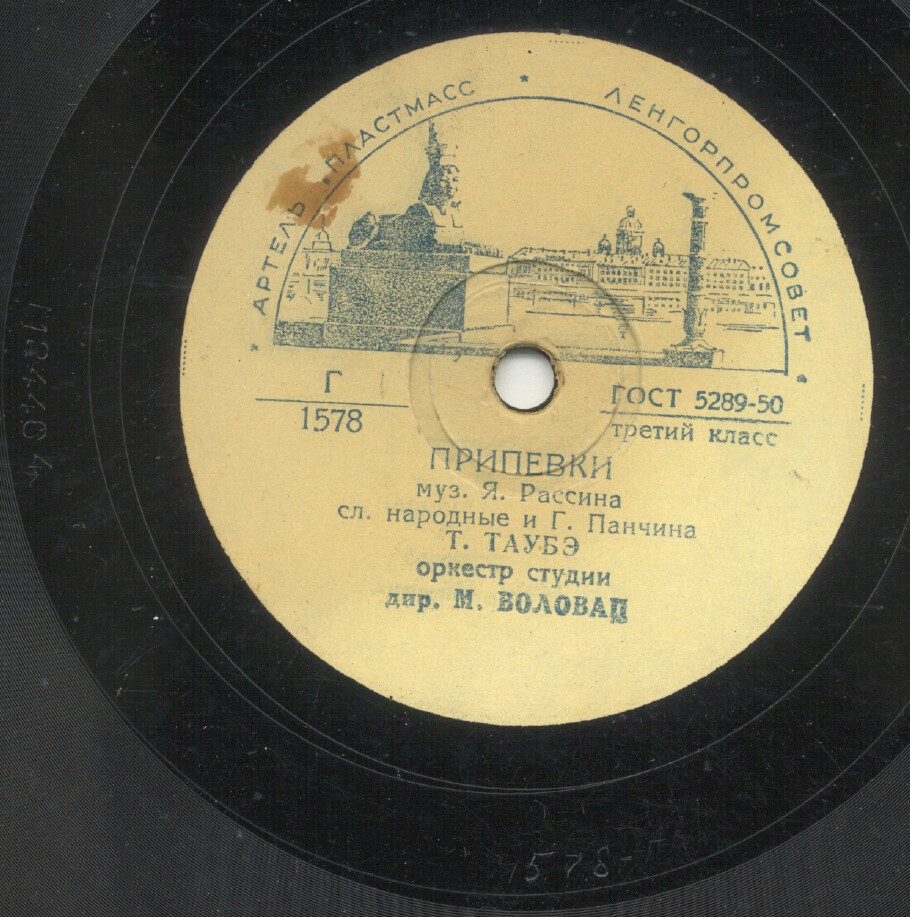 * АРТЕЛЬ „ПЛАСТМАСС * ЛЕНГОРПРОМСОВЕТ *
Г
1578
ГОСТ 5289-50
третий класс
ПРИПЕВКИ
муз. Я. Рассина
сл. народные и Г. Панчина
Т. ТАУБЭ
оркестр студии
дир. М. ВОЛОВАЦ
1578